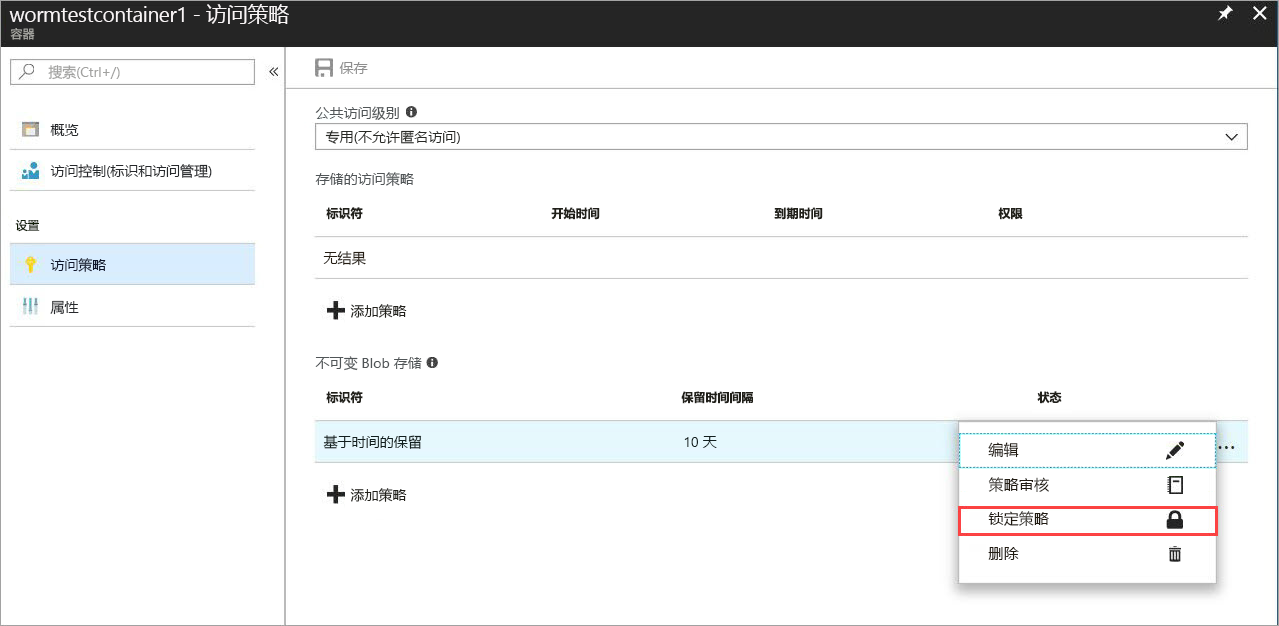 wormtestcontainer1 - 访问策略
容器
搜索(Ctrl+/)
«
概览
访问控制(标识和访问管理)
设置
访问策略
属性
保存
公共访问级别
专用(不允许匿名访问)
存储的访问策略
标识符 开始时间 到期时间 权限
无结果
添加策略
不可变 Blob 存储
标识符 保留时间间隔 状态
基于时间的保留 10 天 ...
编辑
策略审核
锁定策略
删除
添加策略